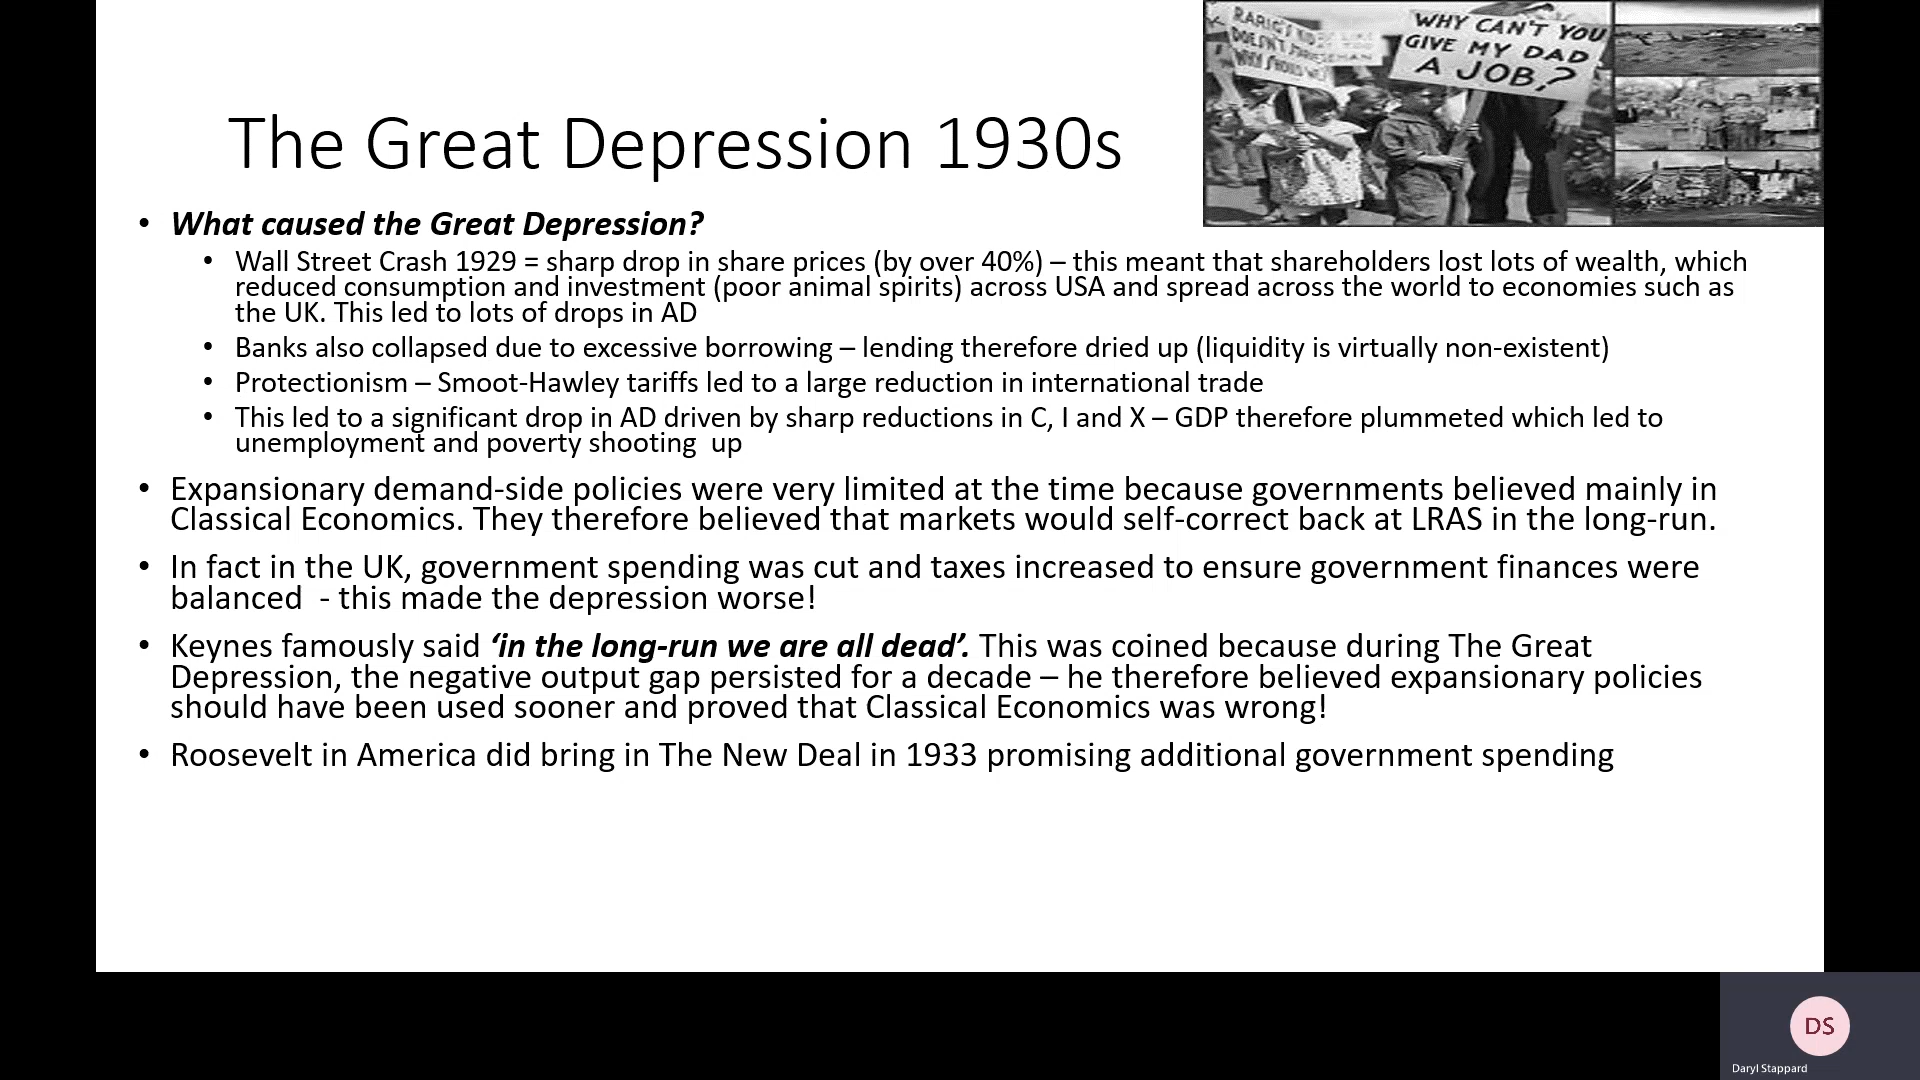 RARIG'S KIDS
DOESN'T
WHY SHOULD WE?
WHY CAN'T YOU
GIVE MY DAD
A JOB?
The Great Depression 1930s
• What caused the Great Depression?
• Wall Street Crash 1929 = sharp drop in share prices (by over 40%) – this meant that shareholders lost lots of wealth, which
reduced consumption and investment (poor animal spirits) across USA and spread across the world to economies such as
the UK. This led to lots of drops in AD
• Banks also collapsed due to excessive borrowing – lending therefore dried up (liquidity is virtually non-existent)
• Protectionism – Smoot-Hawley tariffs led to a large reduction in international trade
• This led to a significant drop in AD driven by sharp reductions in C, I and X – GDP therefore plummeted which led to
unemployment and poverty shooting  up
• Expansionary demand-side policies were very limited at the time because governments believed mainly in
Classical Economics. They therefore believed that markets would self-correct back at LRAS in the long-run.
• In fact in the UK, government spending was cut and taxes increased to ensure government finances were
balanced  - this made the depression worse!
• Keynes famously said ‘in the long-run we are all dead’. This was coined because during The Great
Depression, the negative output gap persisted for a decade – he therefore believed expansionary policies
should have been used sooner and proved that Classical Economics was wrong!
• Roosevelt in America did bring in The New Deal in 1933 promising additional government spending
DS
Daryl Stappard